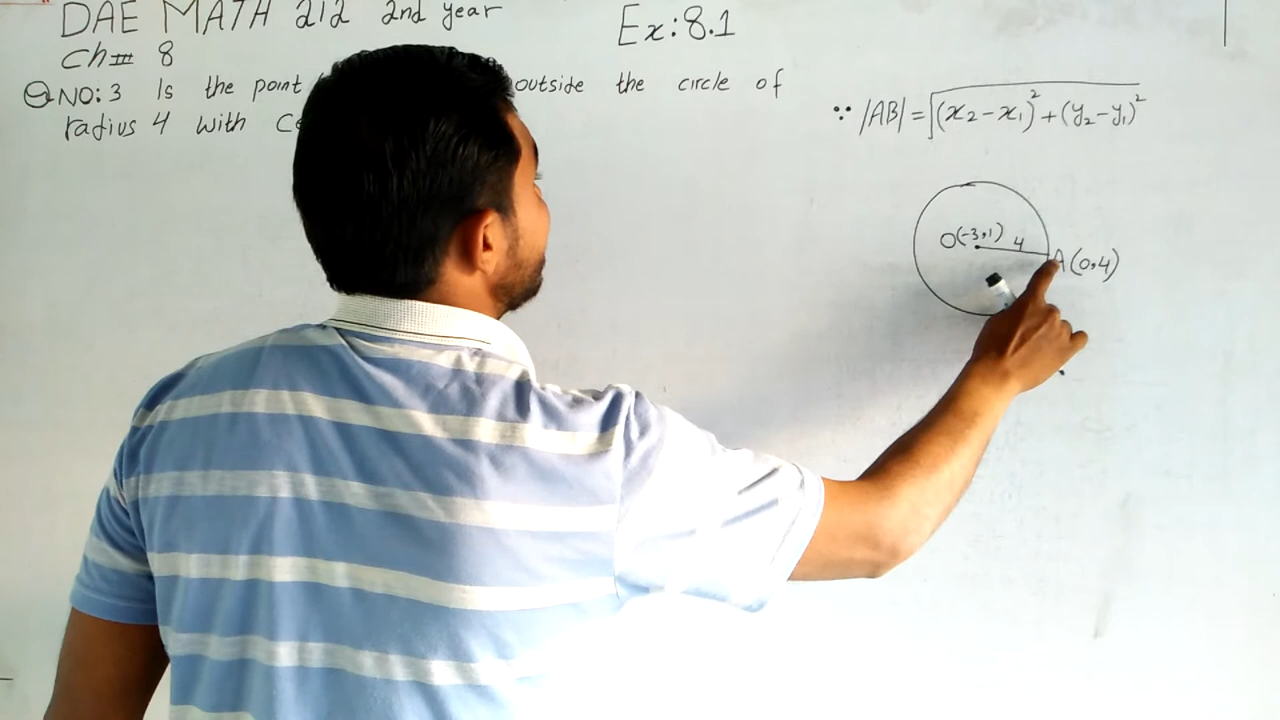 DAE MATH 212 2nd year
Ex: 8.1
Ch# 8
Q NO: 3 Is the point outside the circle of
radius 4 with
∵ |AB| = √(x₂-x₁)² + (y₂-y₁)²
O(-3,1) 4
A(0,4)